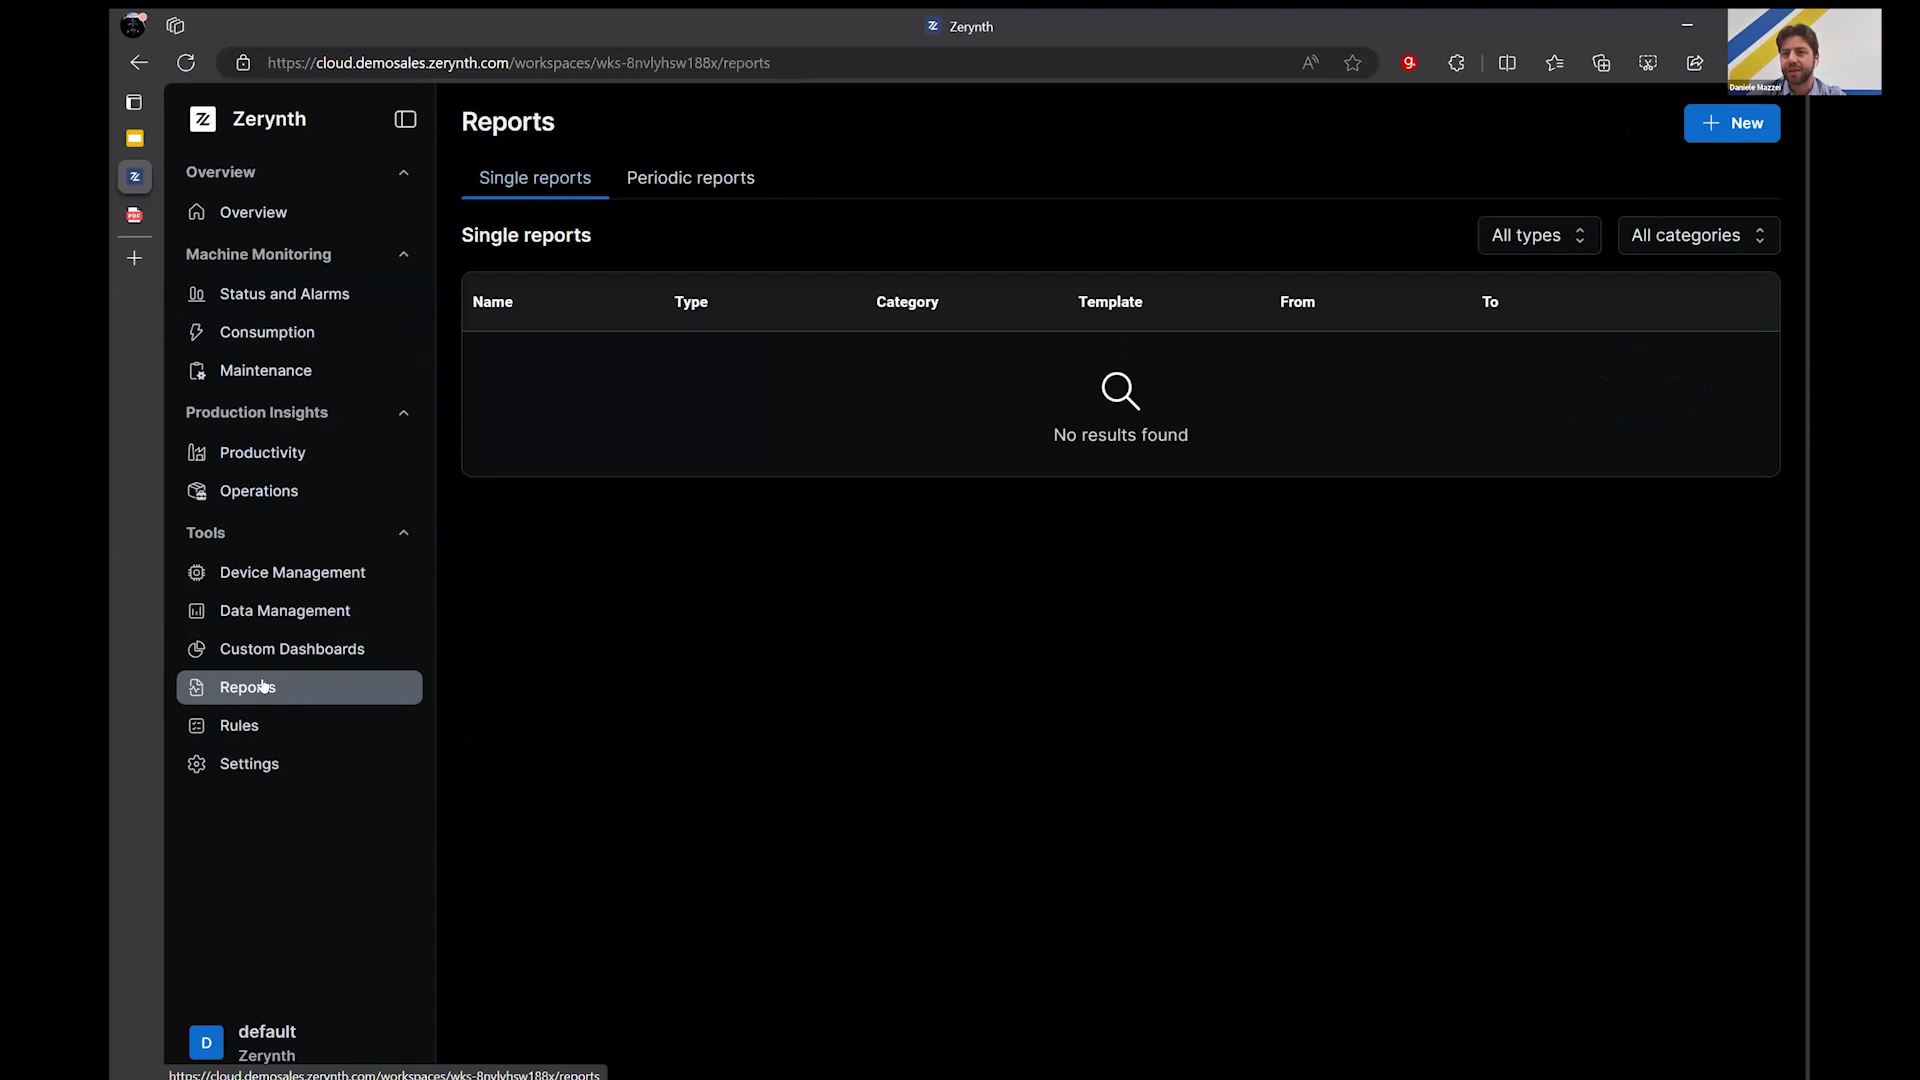 Zerynth
https://cloud.demosales.zerynth.com/workspaces/wks-8nvlyhsw188x/reports
Daniele Mazzei
Zerynth
Overview
Overview
Machine Monitoring
Status and Alarms
Consumption
Maintenance
Production Insights
Productivity
Operations
Tools
Device Management
Data Management
Custom Dashboards
Reports
Rules
Settings
D
default
Zerynth
Reports
New
Single reports
Periodic reports
Single reports
All types
All categories
Name
Type
Category
Template
From
To
No results found
https://cloud.demosales.zerynth.com/workspaces/wks-8nvlyhsw188x/reports